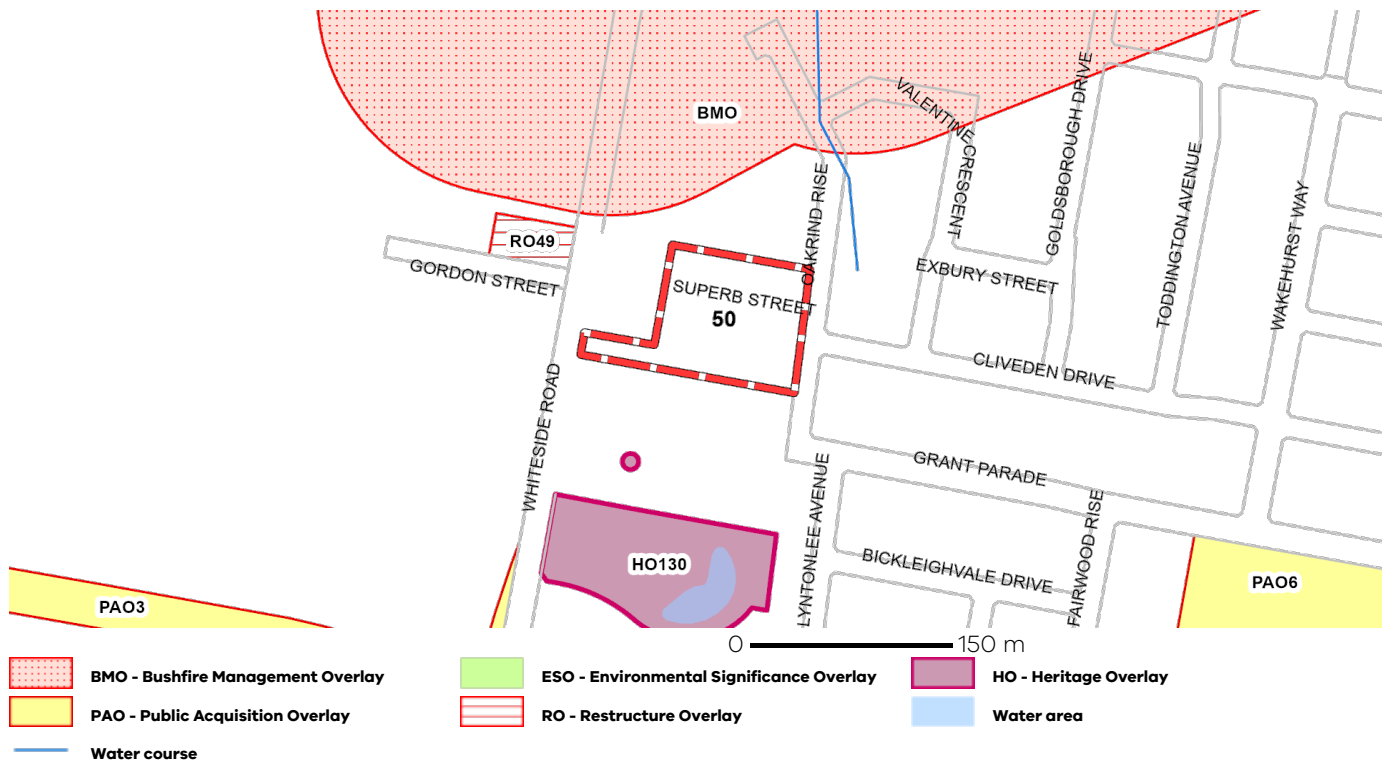 BMO
VALENTINE CRESCENT
GOLDSBOROUGH DRIVE
TODDINGTON AVENUE
WAKEHURST WAY
OAKRIND RISE
RO49
GORDON STREET
SUPERB STREET
50
EXBURY STREET
CLIVEDEN DRIVE
WHITESIDE ROAD
GRANT PARADE
LYNTONLEE AVENUE
FAIRWOOD RISE
HO130
BICKLEIGHVALE DRIVE
PAO3
PAO6
0 150 m
BMO - Bushfire Management Overlay
ESO - Environmental Significance Overlay
HO - Heritage Overlay
PAO - Public Acquisition Overlay
RO - Restructure Overlay
Water area
Water course